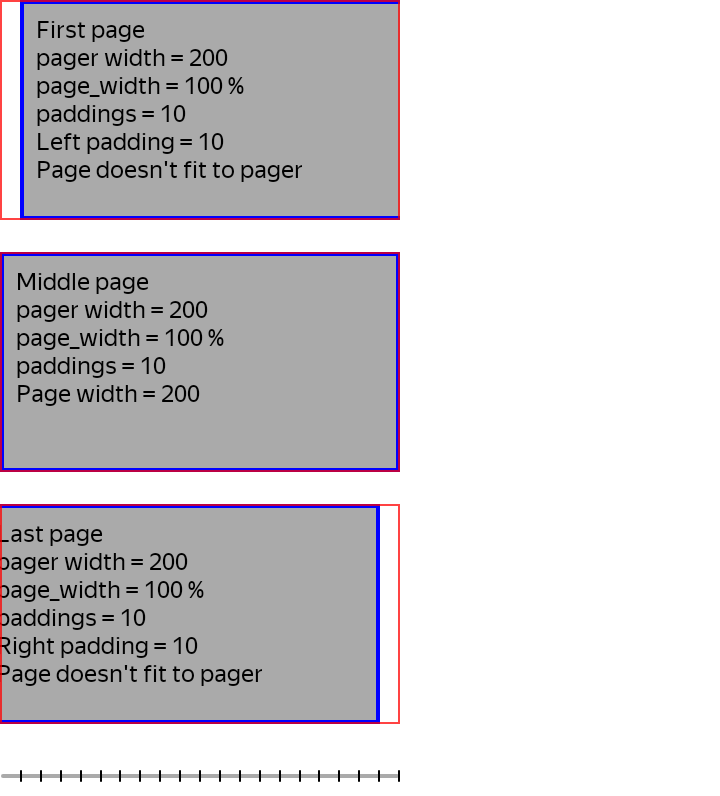 First page
pager width = 200
page_width = 100 %
paddings = 10
Left padding = 10
Page doesn't fit to pager
Middle page
pager width = 200
page_width = 100 %
paddings = 10
Page width = 200
Last page
pager width = 200
page_width = 100 %
paddings = 10
Right padding = 10
Page doesn't fit to pager